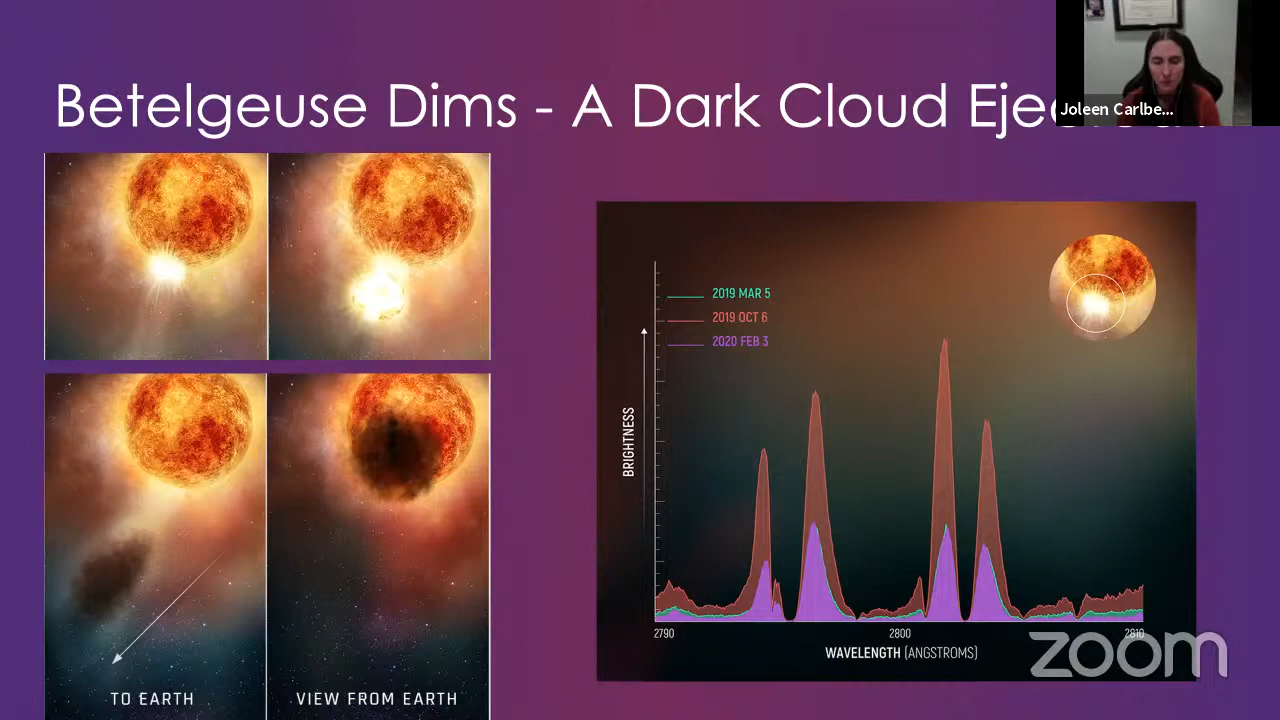 Betelgeuse Dims - A Dark Cloud
Joleen Carlbe...
2019 MAR 5
2019 OCT 6
2020 FEB 3
BRIGHTNESS
2790
2800
2810
WAVELENGTH (ANGSTROMS)
TO EARTH
VIEW FROM EARTH
zoom